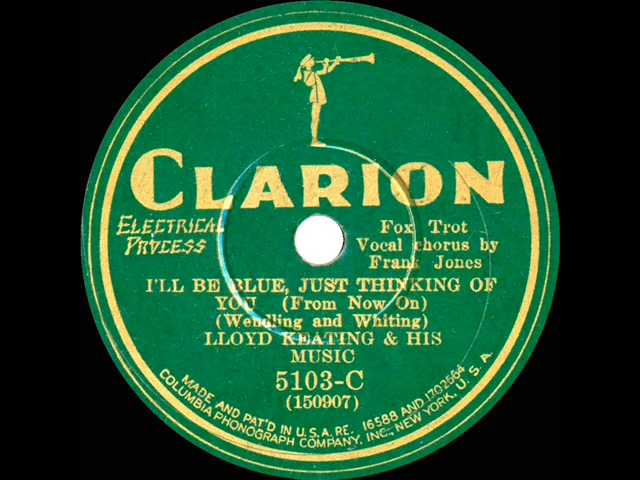 CLARION
ELECTRICAL
PROCESS
Fox Trot
Vocal chorus by
Frank Jones
I'LL BE BLUE, JUST THINKING OF
YOU (From Now On)
(Wendling and Whiting)
LLOYD KEATING & HIS
MUSIC
5103-C
(150907)
MADE AND PAT'D IN U.S.A. RE. 16588 AND 1702564
COLUMBIA PHONOGRAPH COMPANY, INC., NEW YORK, U.S.A.